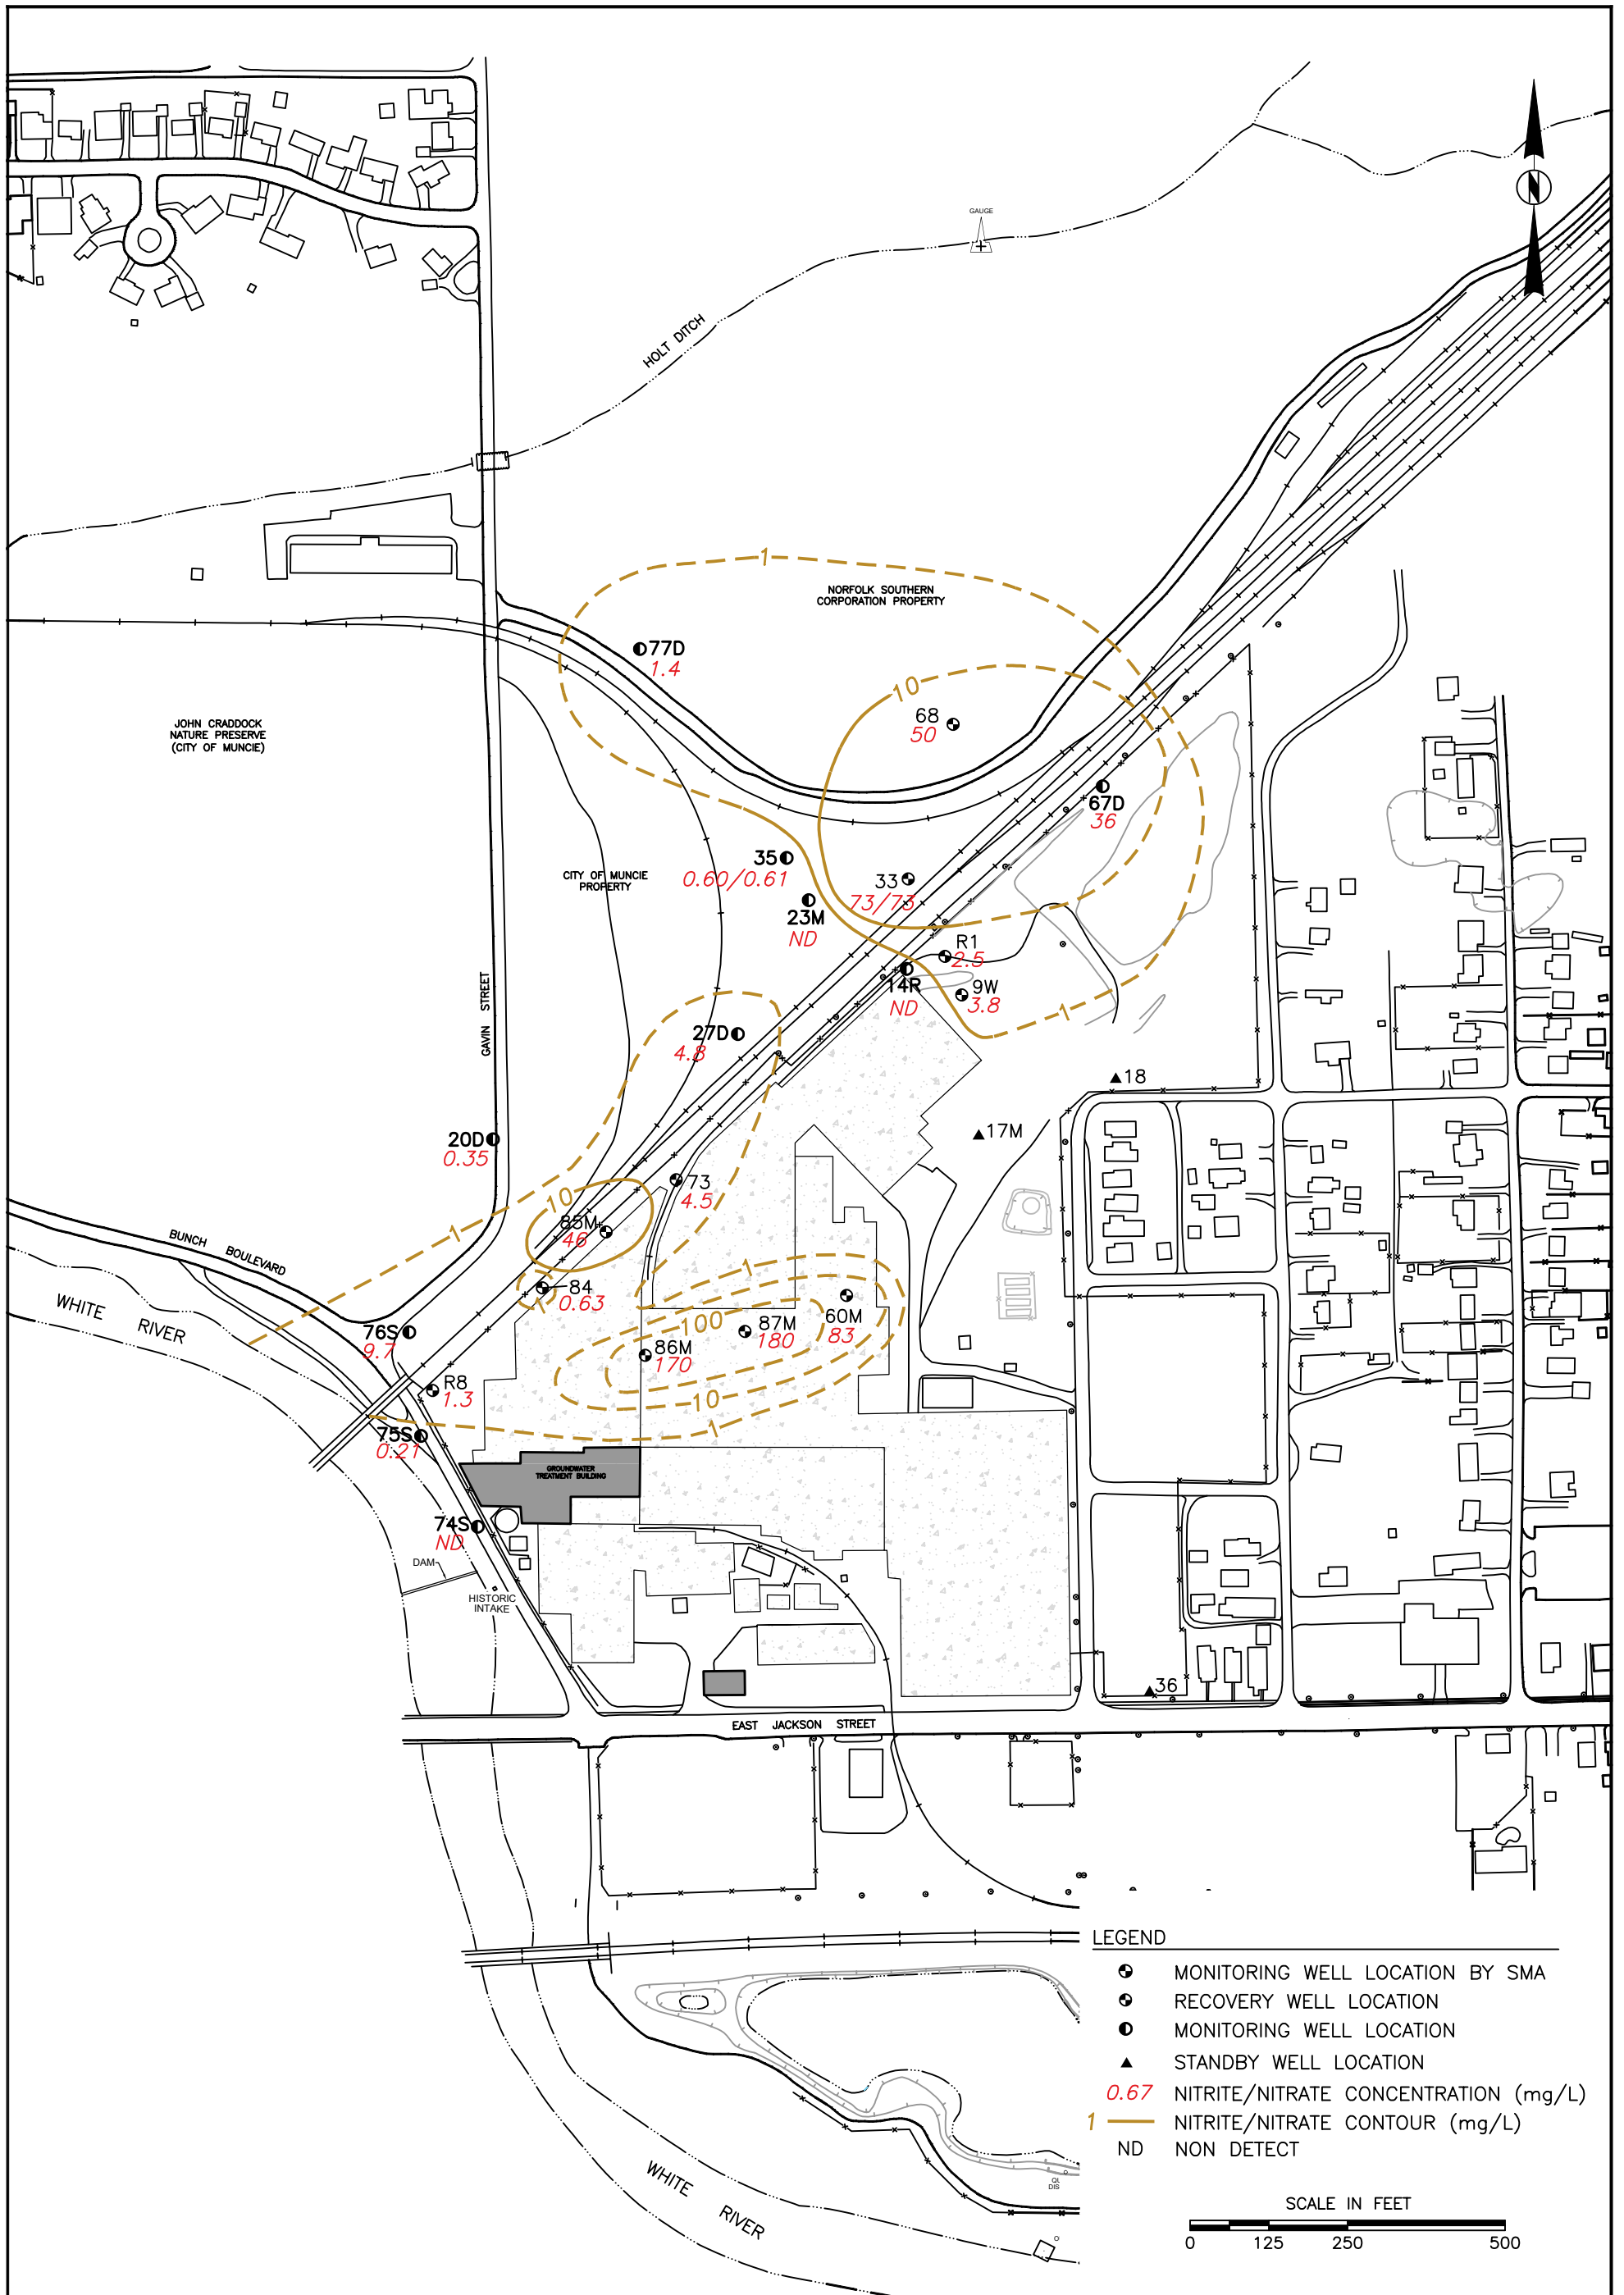 GAUGE
N
HOLT DITCH
1
NORFOLK SOUTHERN
CORPORATION PROPERTY
77D
1.4
10
68
50
JOHN CRADDOCK
NATURE PRESERVE
(CITY OF MUNCIE)
67D
36
35
0.60/0.61
CITY OF MUNCIE
PROPERTY
33
73/73
23M
ND
R1
2.5
14R
ND
9W
3.8
1
GAVIN STREET
27D
4.8
18
17M
20D
0.35
73
4.5
10
85M
46
1
BUNCH BOULEVARD
WHITE RIVER
1
84
0.63
1
60M
83
100
87M
180
86M
170
76S
9.7
R8
1.3
10
1
75S
0.21
GROUNDWATER
TREATMENT BUILDING
74S
ND
DAM
HISTORIC
INTAKE
36
EAST JACKSON STREET
WHITE RIVER
QL
DIS
LEGEND
MONITORING WELL LOCATION BY SMA
RECOVERY WELL LOCATION
MONITORING WELL LOCATION
STANDBY WELL LOCATION
0.67 NITRITE/NITRATE CONCENTRATION (mg/L)
1 NITRITE/NITRATE CONTOUR (mg/L)
ND NON DETECT
SCALE IN FEET
0 125 250 500